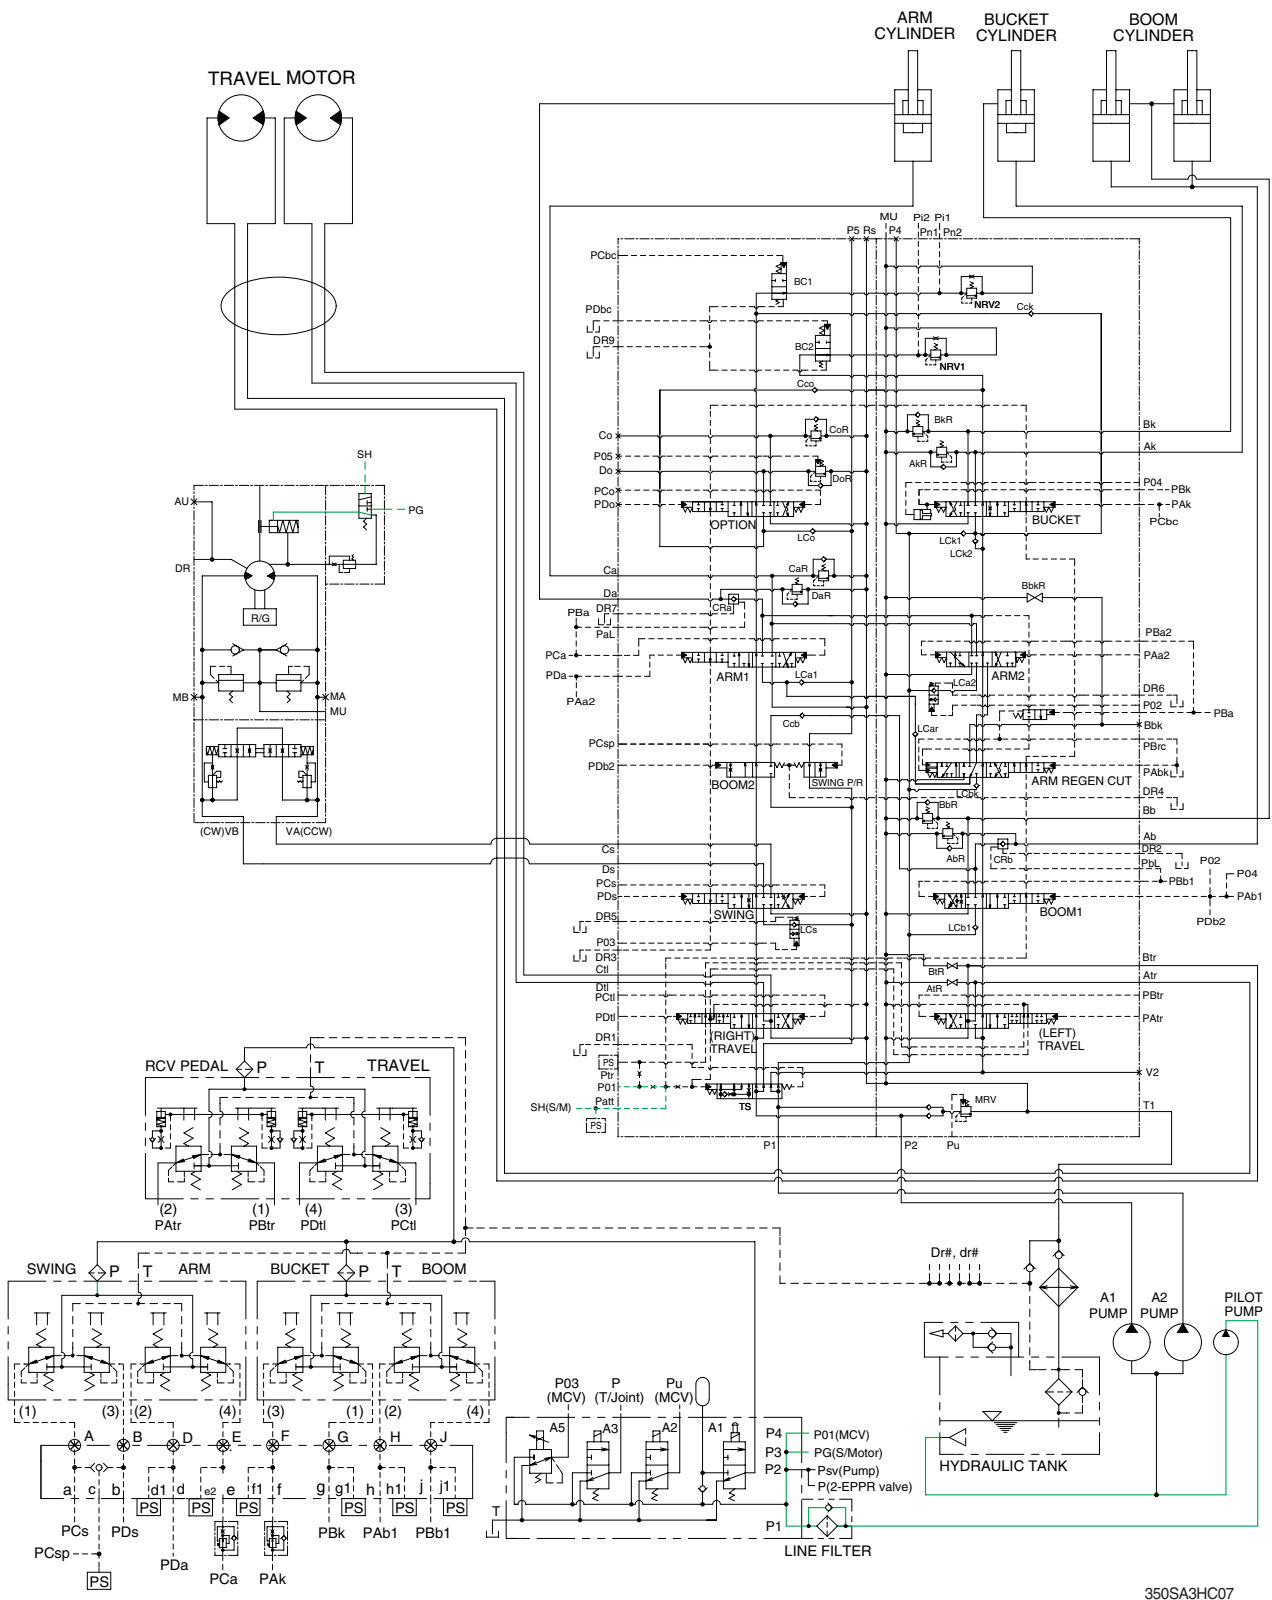 ARM
CYLINDER
BUCKET
CYLINDER
BOOM
CYLINDER
TRAVEL MOTOR
MU Pi2 Pi1
P5 Rs P4 Pn1 Pn2
PCbc
BC1
NRV2
Cck
PDbc
DR9
BC2
NRV1
Cco
CoR
BkR
Bk
Co
Ak
P05
AkR
Do
DoR
P04
PBk
PCo
PAk
PDo
OPTION
BUCKET
PCbc
LCo
LCk1
LCk2
SH
AU
PG
DR
R/G
MB
MA
MU
(CW)VB
VA(CCW)
Ca
CaR
DaR
BbkR
Da
CRa
DR7
PBa
PaL
PBa2
PCa
PAa2
PDa
ARM1
ARM2
PAa2
LCa1
LCa2
DR6
P02
PBa
Ccb
LCar
Bbk
PCsp
PBrc
PDb2
PAbk
BOOM2
SWING P/R
ARM REGEN CUT
LCbk
DR4
BbR
Bb
Ab
AbR
CRb
DR2
PbL
Cs
Ds
PCs
PBb1
P02
P04
PDs
PAb1
SWING
BOOM1
PDb2
DR5
LCs
LCb1
P03
DR3
Ctl
Btr
BtR
Atr
AtR
Dtl
PCtl
PBtr
PDtl
PAtr
(RIGHT)
TRAVEL
(LEFT)
TRAVEL
DR1
PS
Ptr
V2
P01
TS
SH(S/M)
Patt
MRV
T1
PS
P1
P2
Pu
RCV PEDAL
P
T
TRAVEL
(2)
PAtr
(1)
PBtr
(4)
PDtl
(3)
PCtl
SWING
P
T
ARM
BUCKET
P
T
BOOM
(1)
(3)
(2)
(4)
(3)
(1)
(2)
(4)
A
B
D
E
F
G
H
J
a c b d1 d e2 e f1 f g g1 h h1 j j1
PS PS PS PS PS PS
PCs
PDs
PBk
PAb1
PBb1
PCsp
PDa
PS
PCa
PAk
P03
(MCV)
P
(T/Joint)
Pu
(MCV)
A5
A3
A2
A1
P4
P01(MCV)
P3
PG(S/Motor)
P2
Psv(Pump)
P(2-EPPR valve)
T
P1
LINE FILTER
Dr#, dr#
A1
PUMP
A2
PUMP
PILOT
PUMP
HYDRAULIC TANK
350SA3HC07